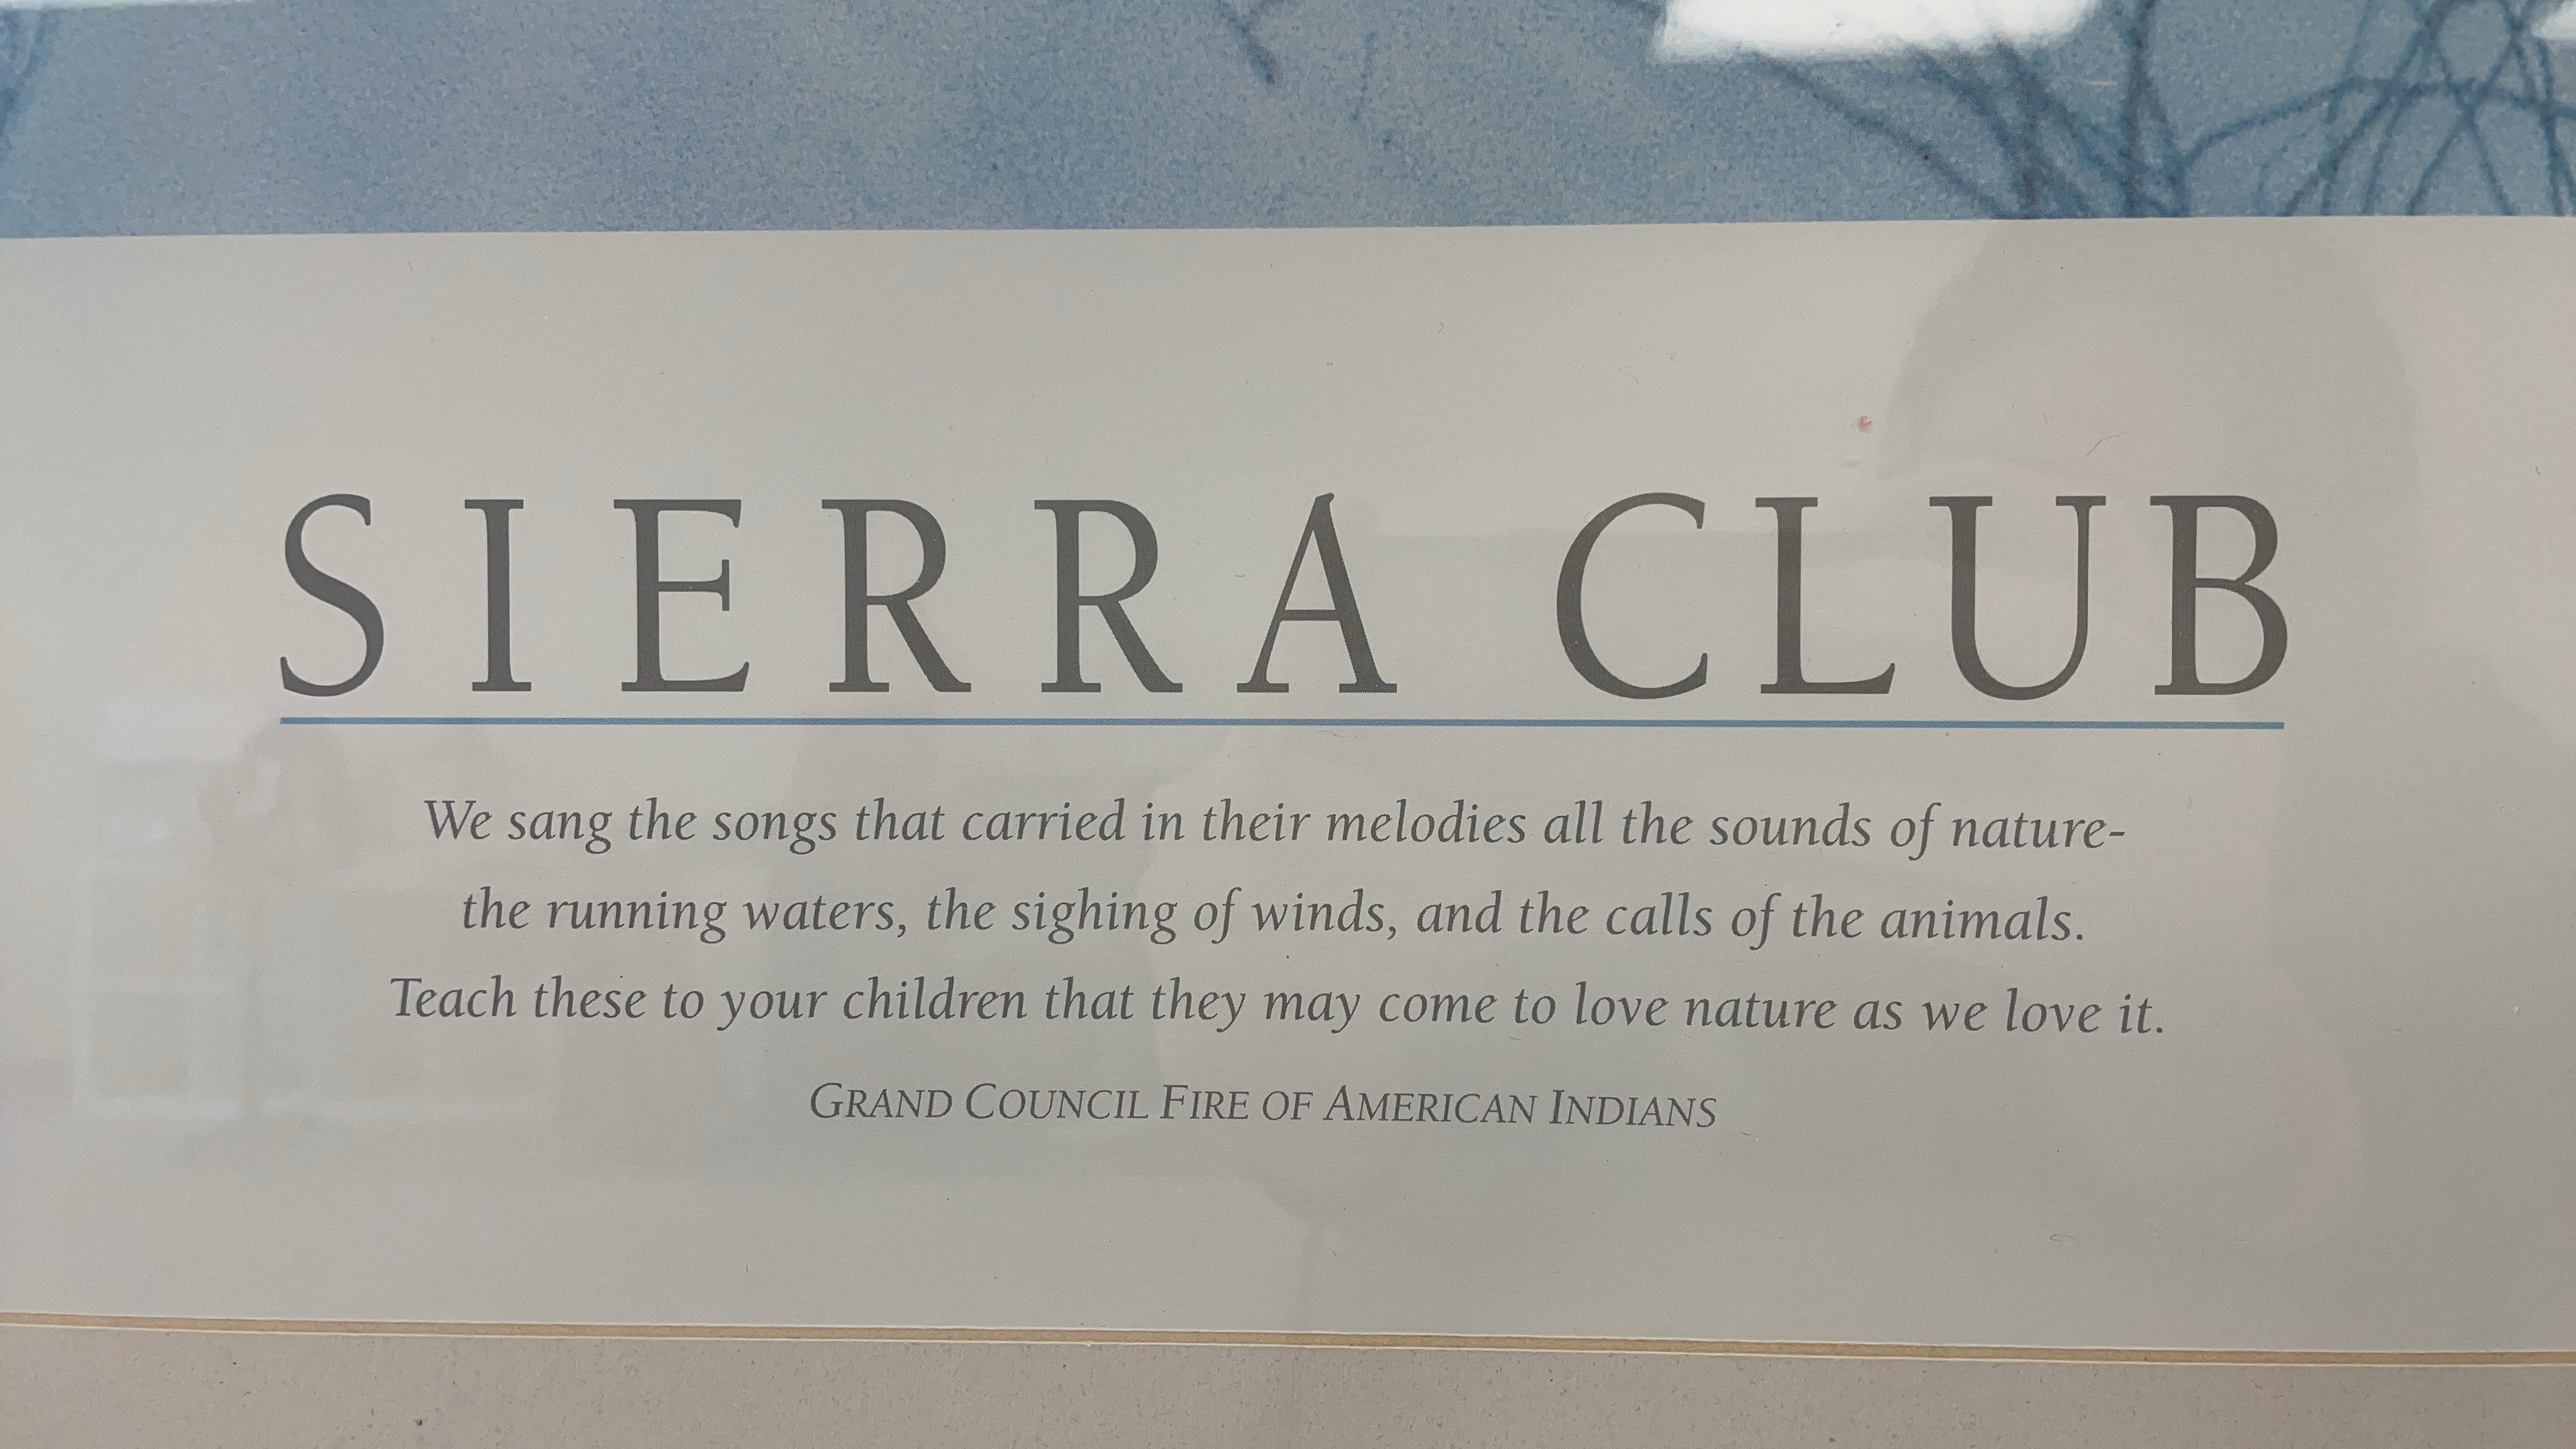 SIERRA CLUB
We sang the songs that carried in their melodies all the sounds of nature-
the running waters, the sighing of winds, and the calls of the animals.
Teach these to your children that they may come to love nature as we love it.
GRAND COUNCIL FIRE OF AMERICAN INDIANS